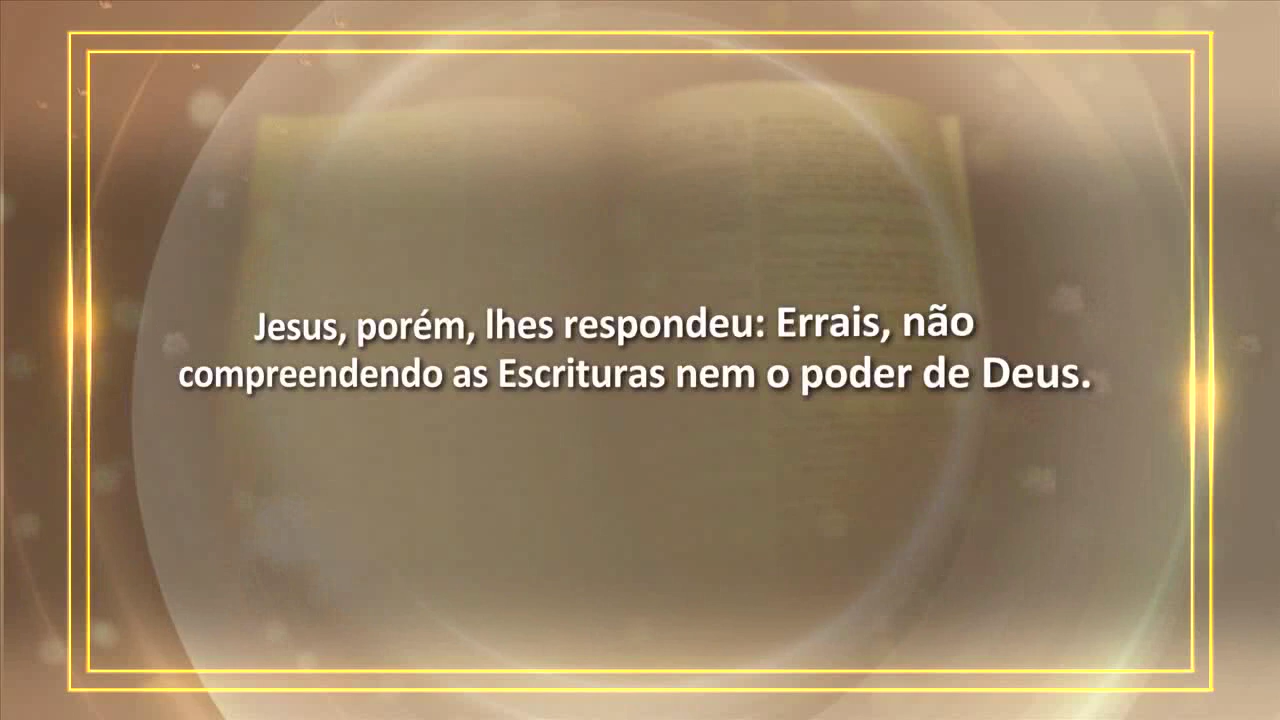 Jesus, porém, lhes respondeu: Errais, não
compreendendo as Escrituras nem o poder de Deus.